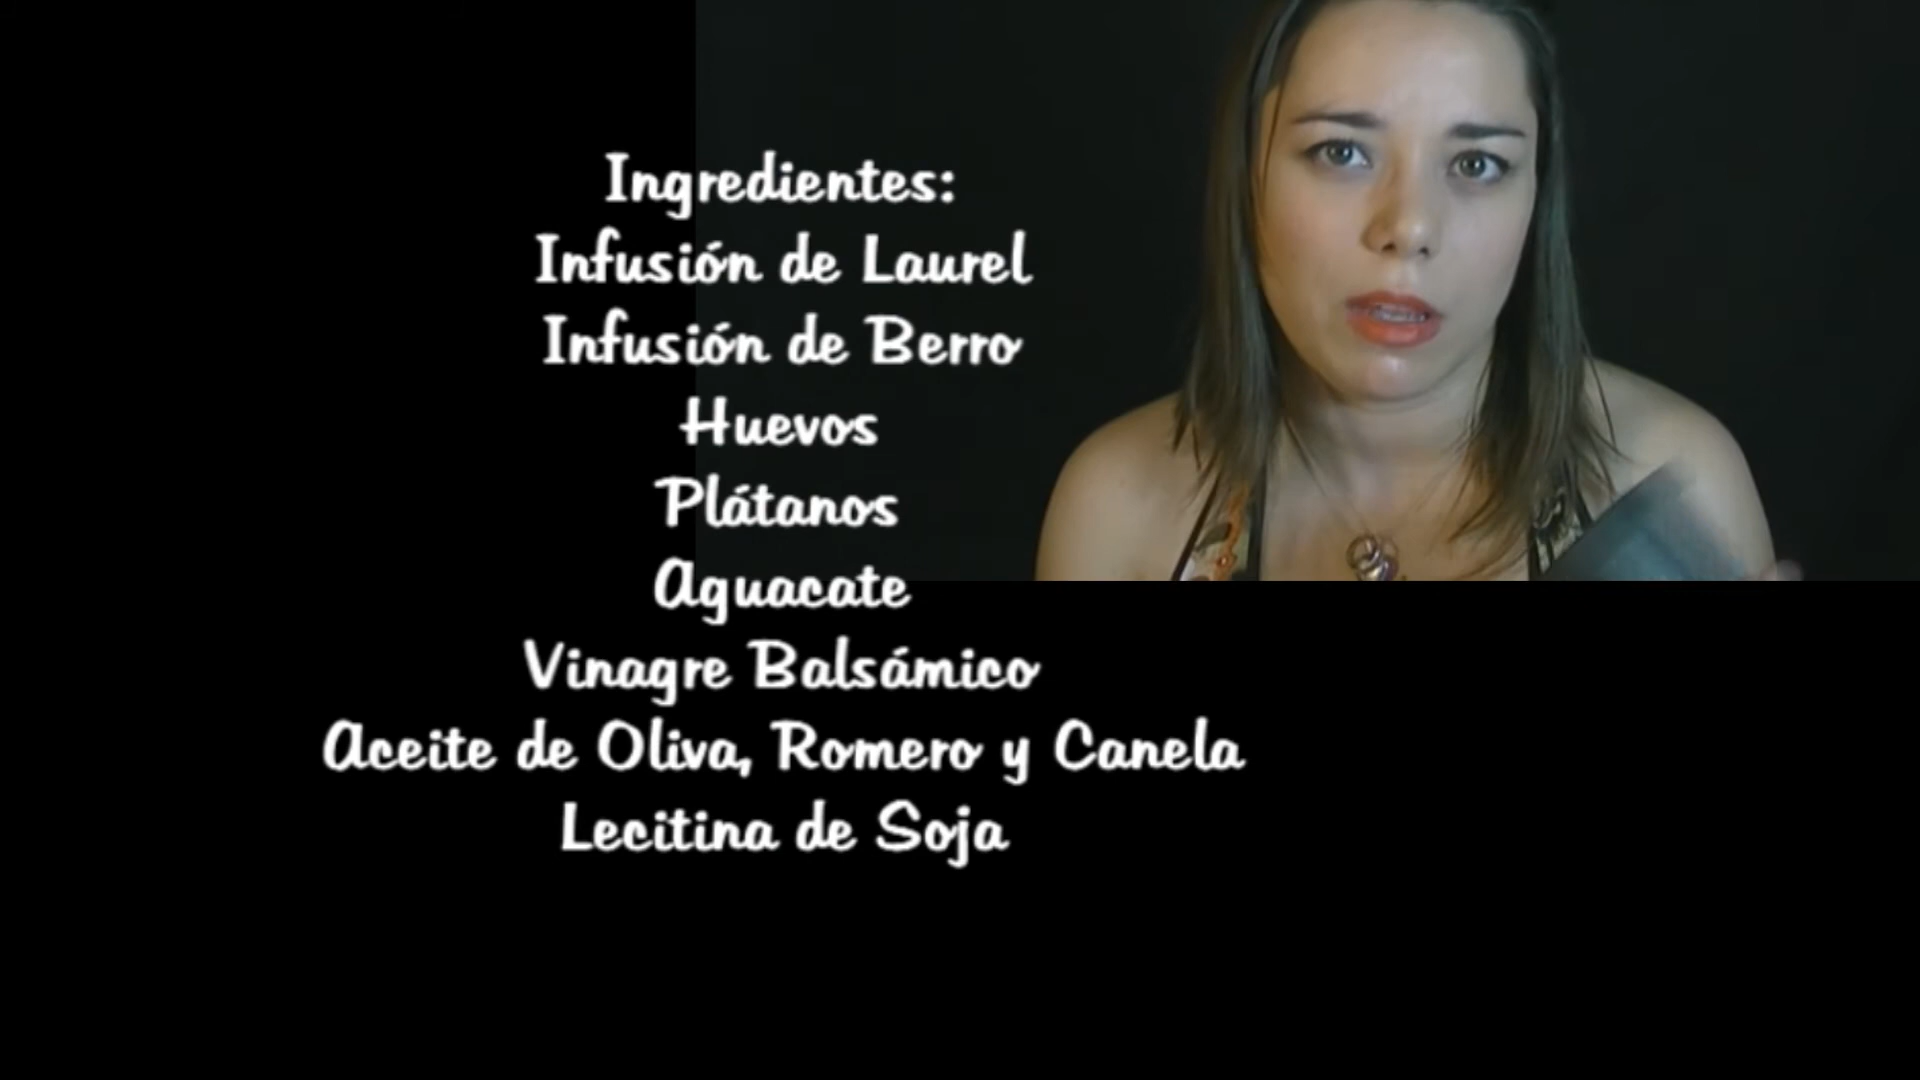 Ingredientes:
Infusión de Laurel
Infusión de Berro
Huevos
Plátanos
Aguacate
Vinagre Balsámico
Aceite de Oliva, Romero y Canela
Lecitina de Soja